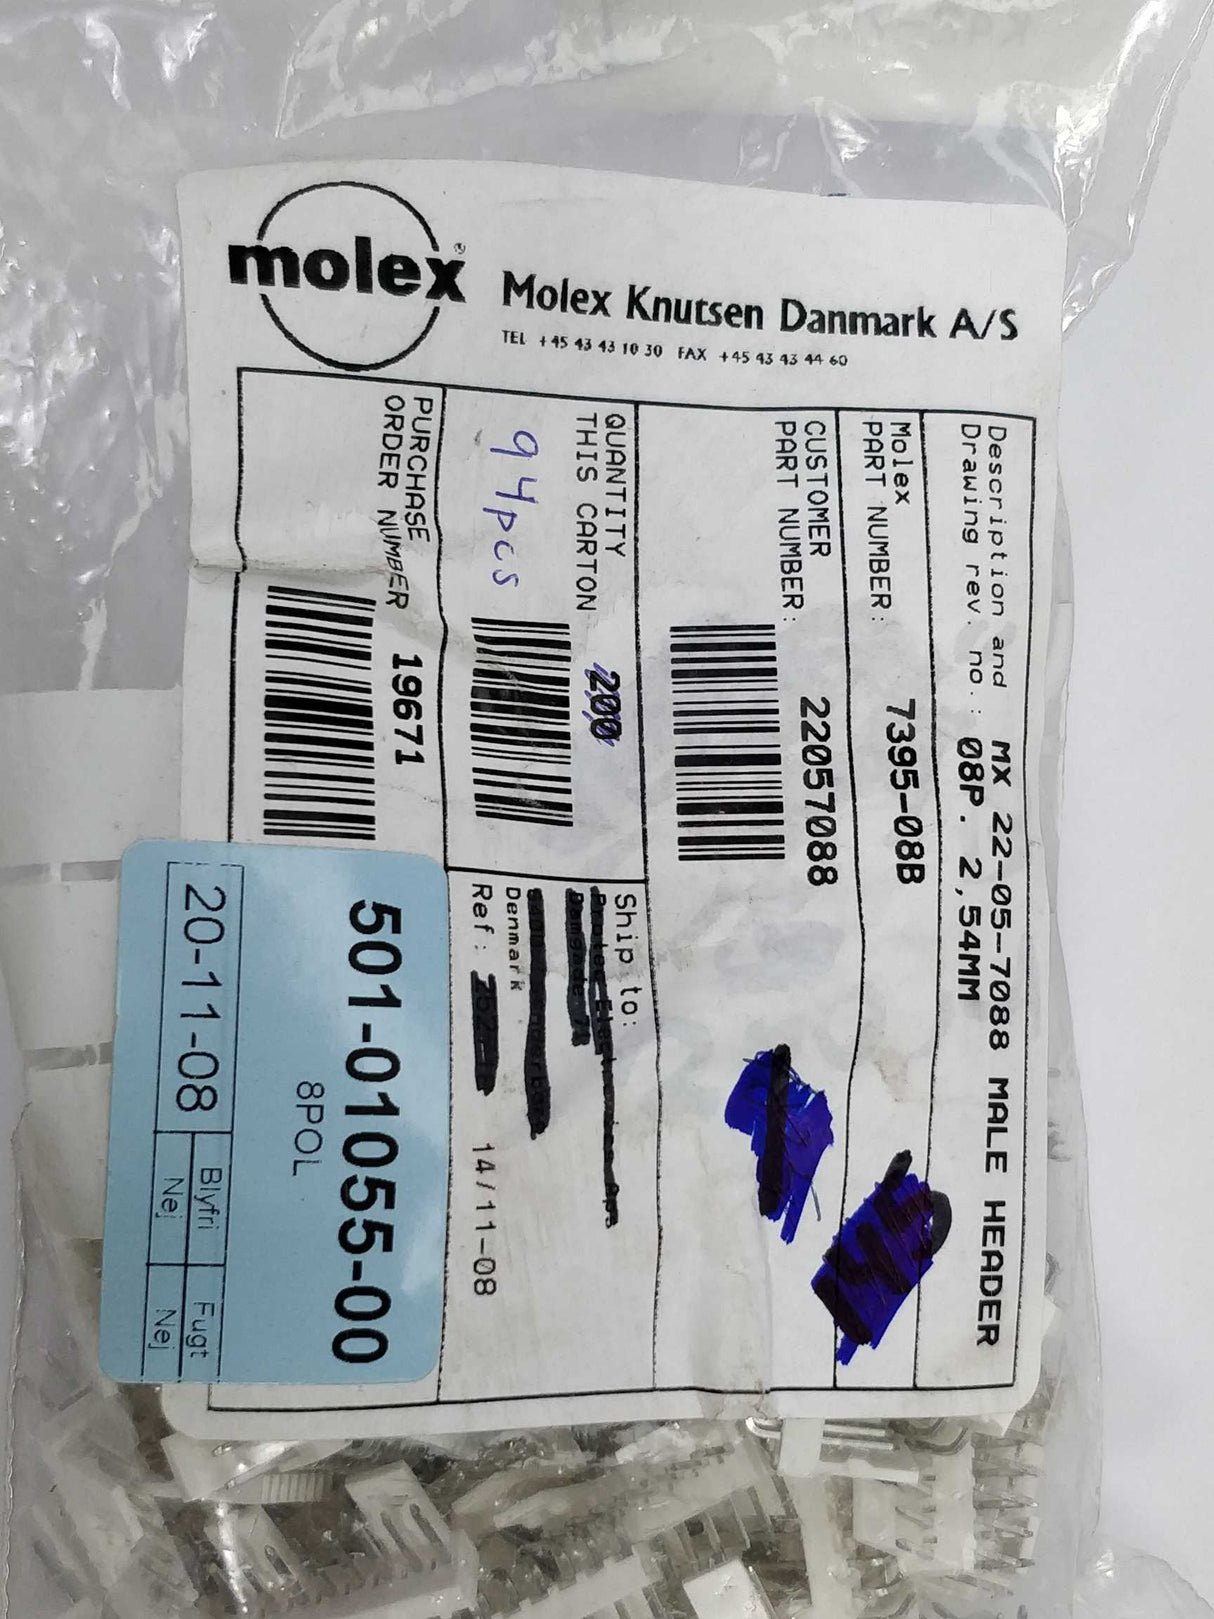 molex®
Molex Knutsen Danmark A/S
TEL +45 43 43 10 30 FAX +45 43 43 44 60
Description and MX 22-05-7088 MALE HEADER
Drawing rev. no: 08P. 2,54MM
Molex
PART NUMBER: 7395-08B
CUSTOMER
PART NUMBER: 22057088
QUANTITY
THIS CARTON 200
94pcs
Ship to:
Denmark
Ref: 14/11-08
PURCHASE
ORDER NUMBER 19671
501-01055-00
8POL
20-11-08
Blyfri Fugt
Nej Nej